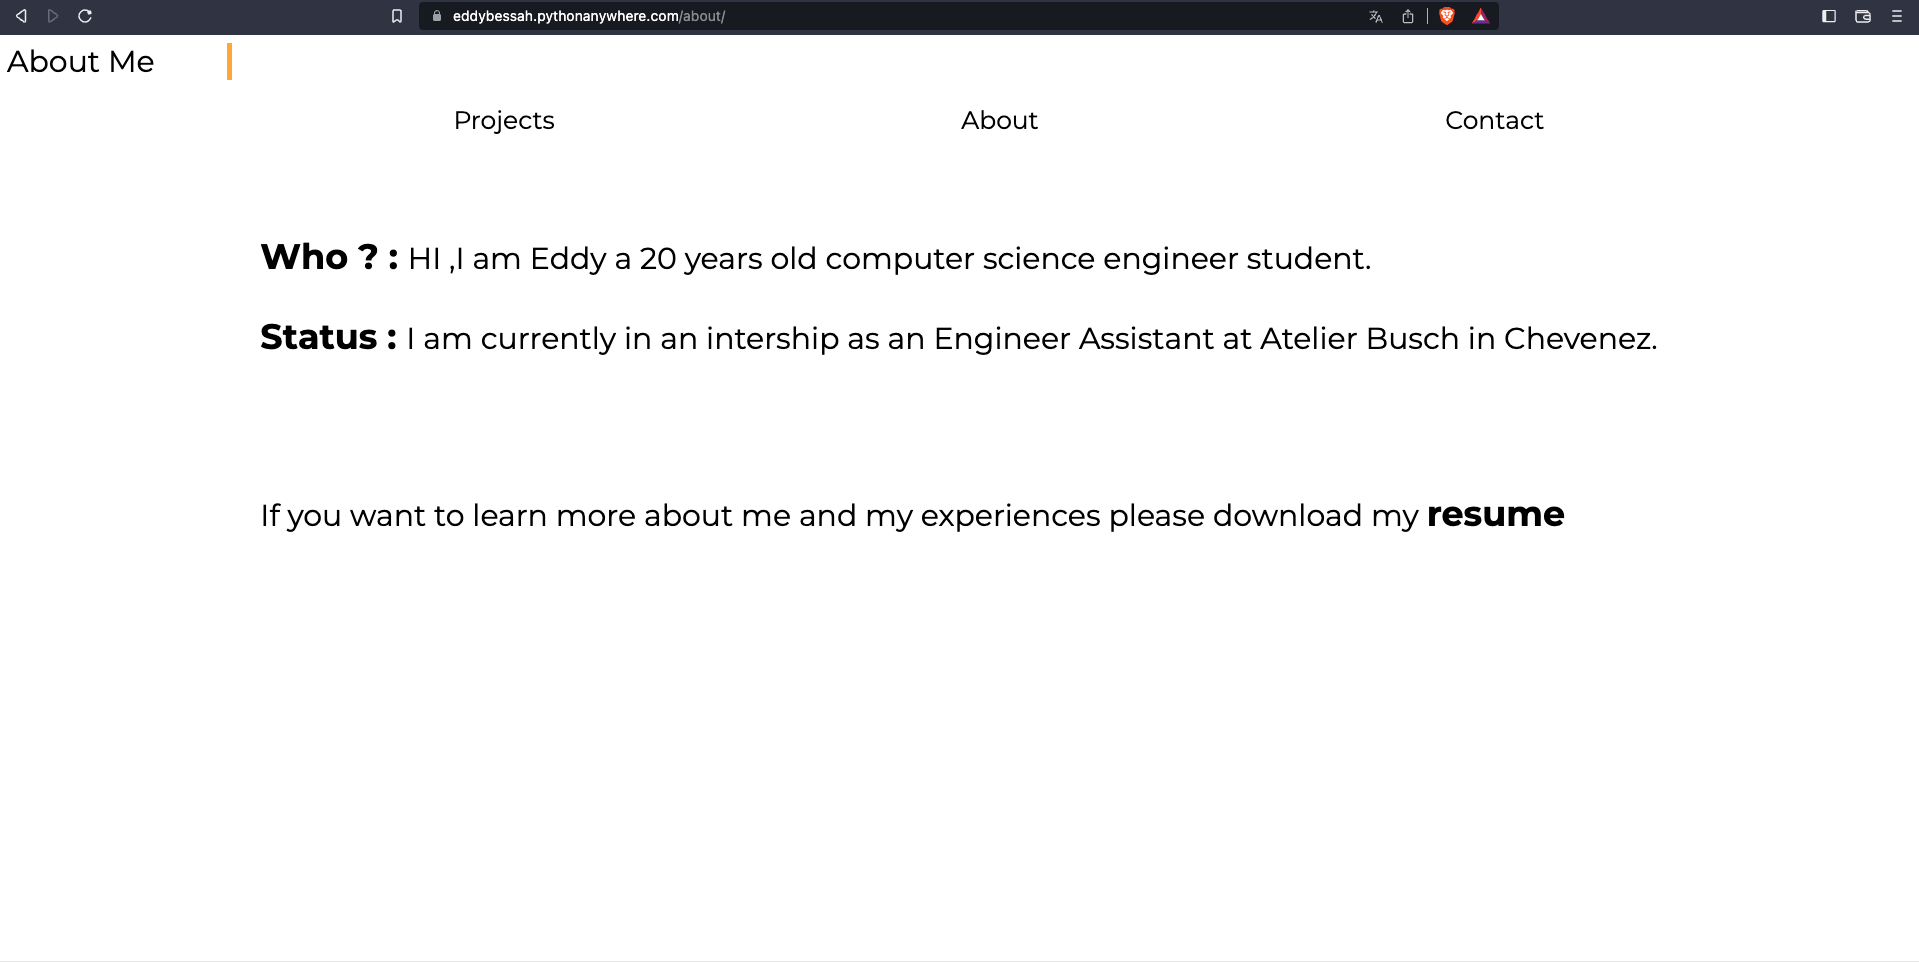 eddybessah.pythonanywhere.com/about/
About Me
Projects About Contact
Who ? : HI ,I am Eddy a 20 years old computer science engineer student.
Status : I am currently in an intership as an Engineer Assistant at Atelier Busch in Chevenez.
If you want to learn more about me and my experiences please download my resume